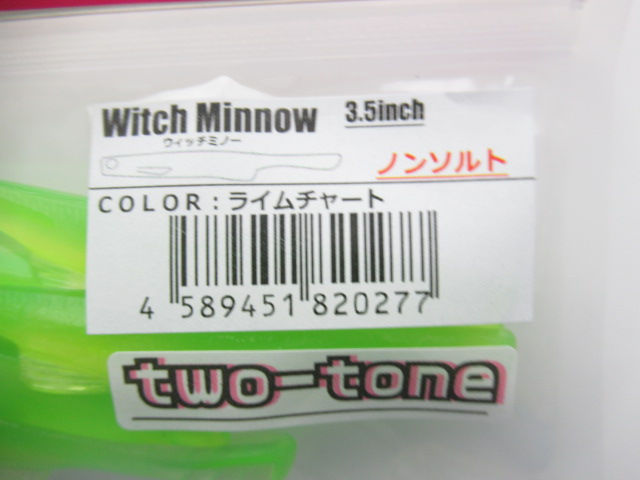 Witch Minnow 3.5inch
ウィッチミノー
ノンソルト
COLOR:ライムチャート
4 589451 820277
two-tone